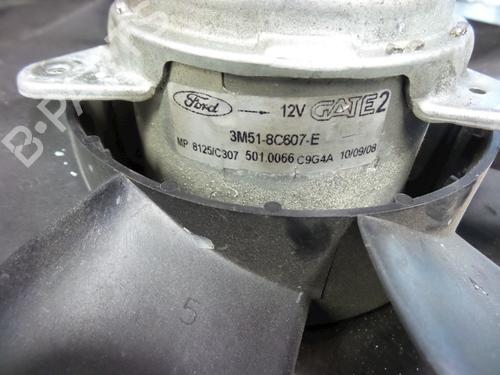 Ford 12V GATE2
3M51-8C607-E
MP 8125/C307 501.0066 C9G4A 10/09/08
5
B-PARTS